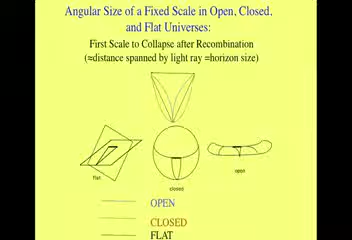 Angular Size of a Fixed Scale in Open, Closed,
and Flat Universes:
First Scale to Collapse after Recombination
(≈distance spanned by light ray =horizon size)
flat
closed
open
OPEN
CLOSED
FLAT